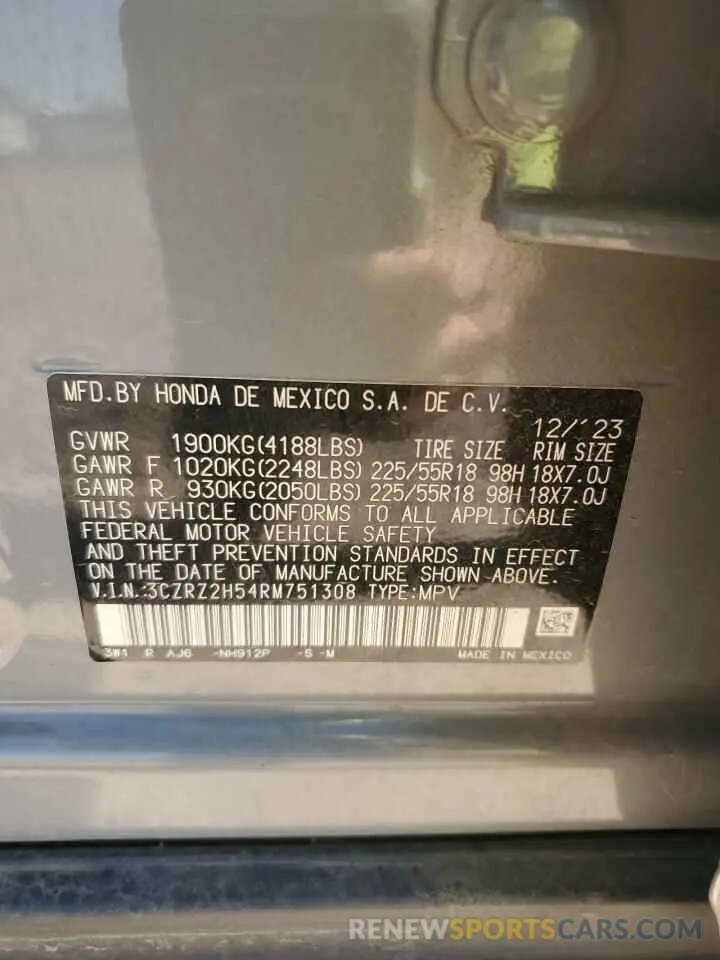 MFD.BY HONDA DE MEXICO S.A. DE C.V.
12/'23
GVWR 1900KG(4188LBS) TIRE SIZE RIM SIZE
GAWR F 1020KG(2248LBS) 225/55R18 98H 18X7.0J
GAWR R 930KG(2050LBS) 225/55R18 98H 18X7.0J
THIS VEHICLE CONFORMS TO ALL APPLICABLE
FEDERAL MOTOR VEHICLE SAFETY
AND THEFT PREVENTION STANDARDS IN EFFECT
ON THE DATE OF MANUFACTURE SHOWN ABOVE.
V.I.N.:3CZRZ2H54RM751308 TYPE:MPV
3W1 R AJ6 -NH912P -S -M MADE IN MEXICO
RENEWSPORTSCARS.COM